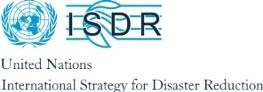 ISDR
United Nations
International Strategy for Disaster Reduction